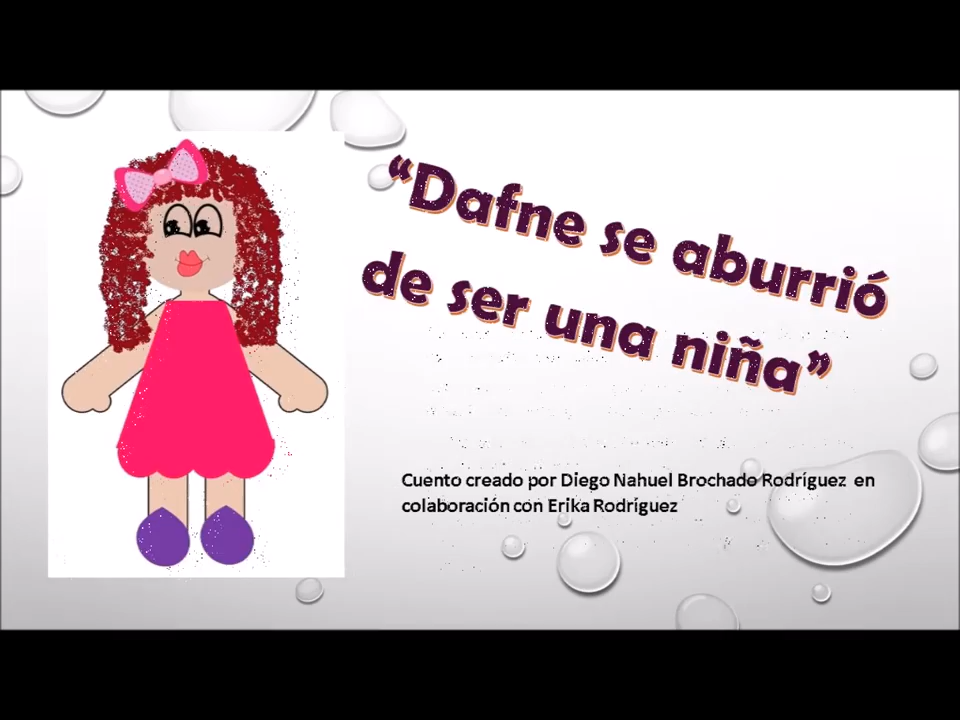 “Dafne se aburrió
de ser una niña”
Cuento creado por Diego Nahuel Brochado Rodríguez en
colaboración con Erika Rodríguez